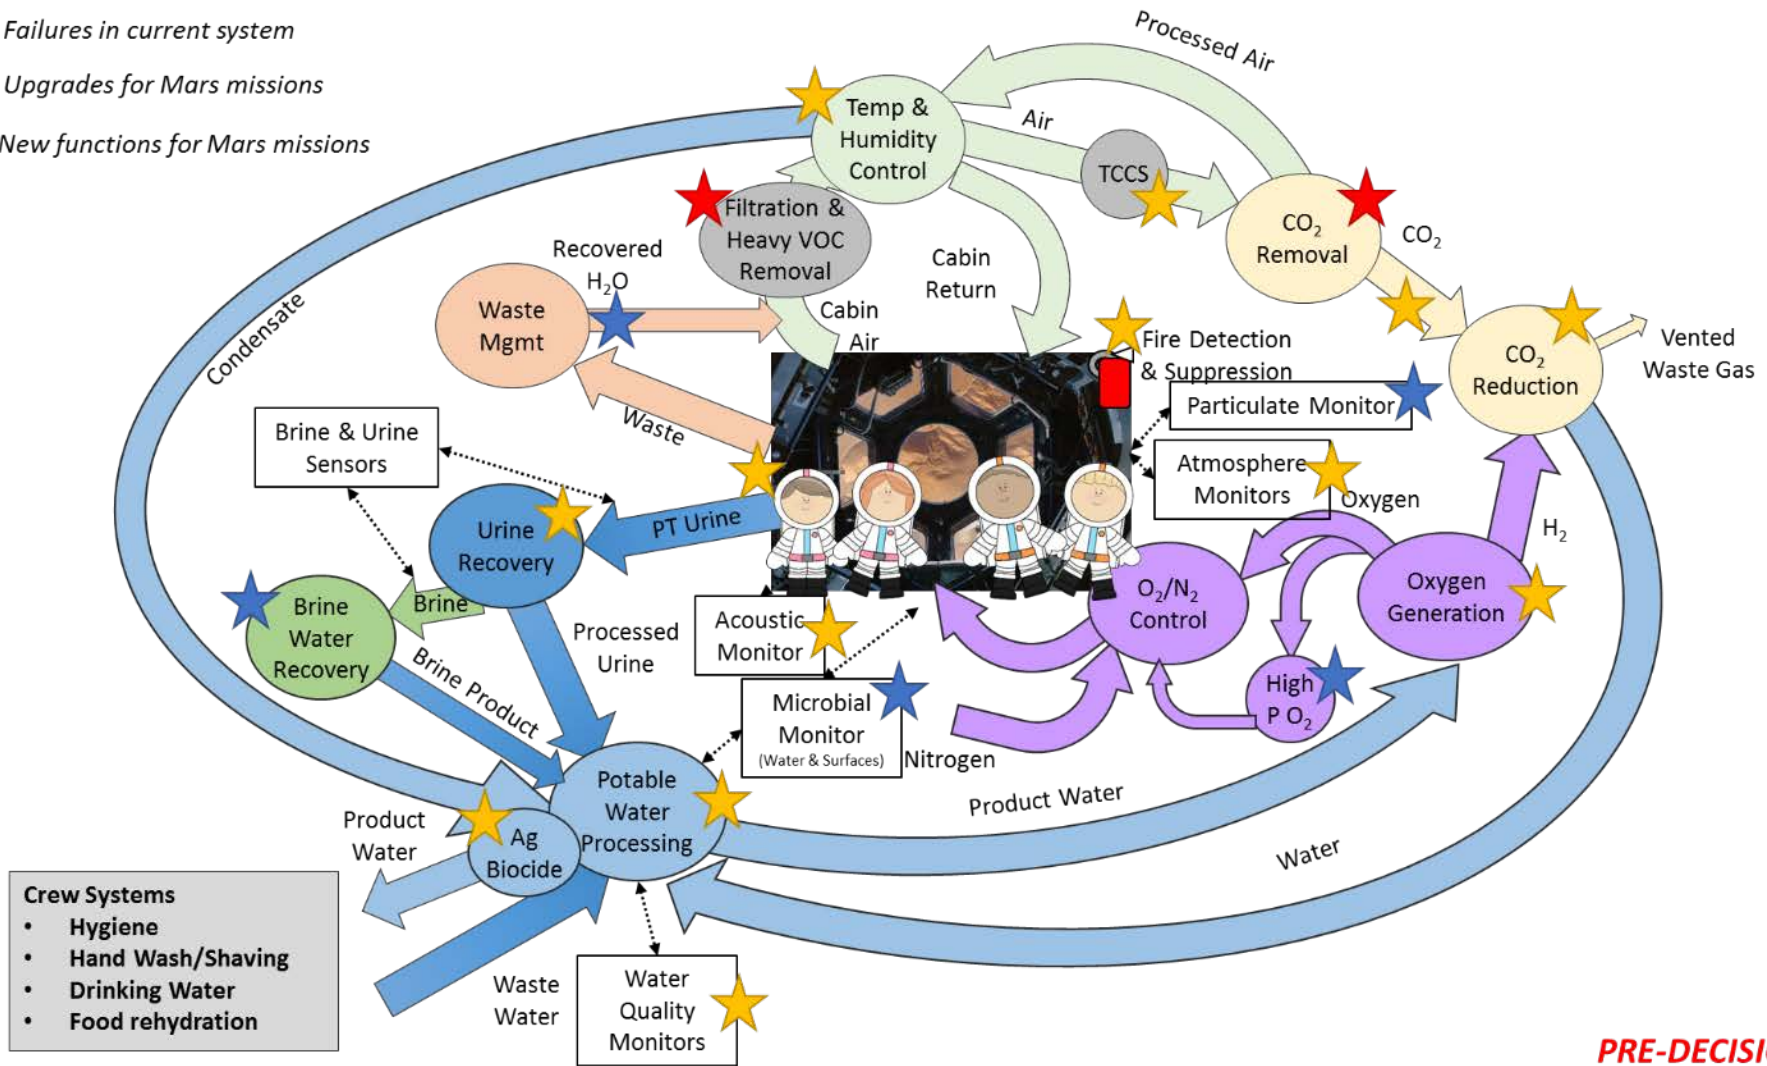 Failures in current system
Upgrades for Mars missions
New functions for Mars missions
Processed Air
Temp &
Humidity
Control
Air
TCCS
CO₂
Removal
CO₂
Filtration &
Heavy VOC
Removal
Recovered
H₂O
Cabin
Return
Waste
Mgmt
Cabin
Air
Condensate
Fire Detection
& Suppression
CO₂
Reduction
Vented
Waste Gas
Particulate Monitor
Waste
Brine & Urine
Sensors
Atmosphere
Monitors
Oxygen
PT Urine
Urine
Recovery
H₂
Oxygen
Generation
O₂/N₂
Control
Brine
Brine
Water
Recovery
Processed
Urine
Acoustic
Monitor
Brine Product
High
P O₂
Microbial
Monitor
(Water & Surfaces)
Nitrogen
Potable
Water
Processing
Product Water
Product
Water
Ag
Biocide
Water
Crew Systems
• Hygiene
• Hand Wash/Shaving
• Drinking Water
• Food rehydration
Waste
Water
Water
Quality
Monitors